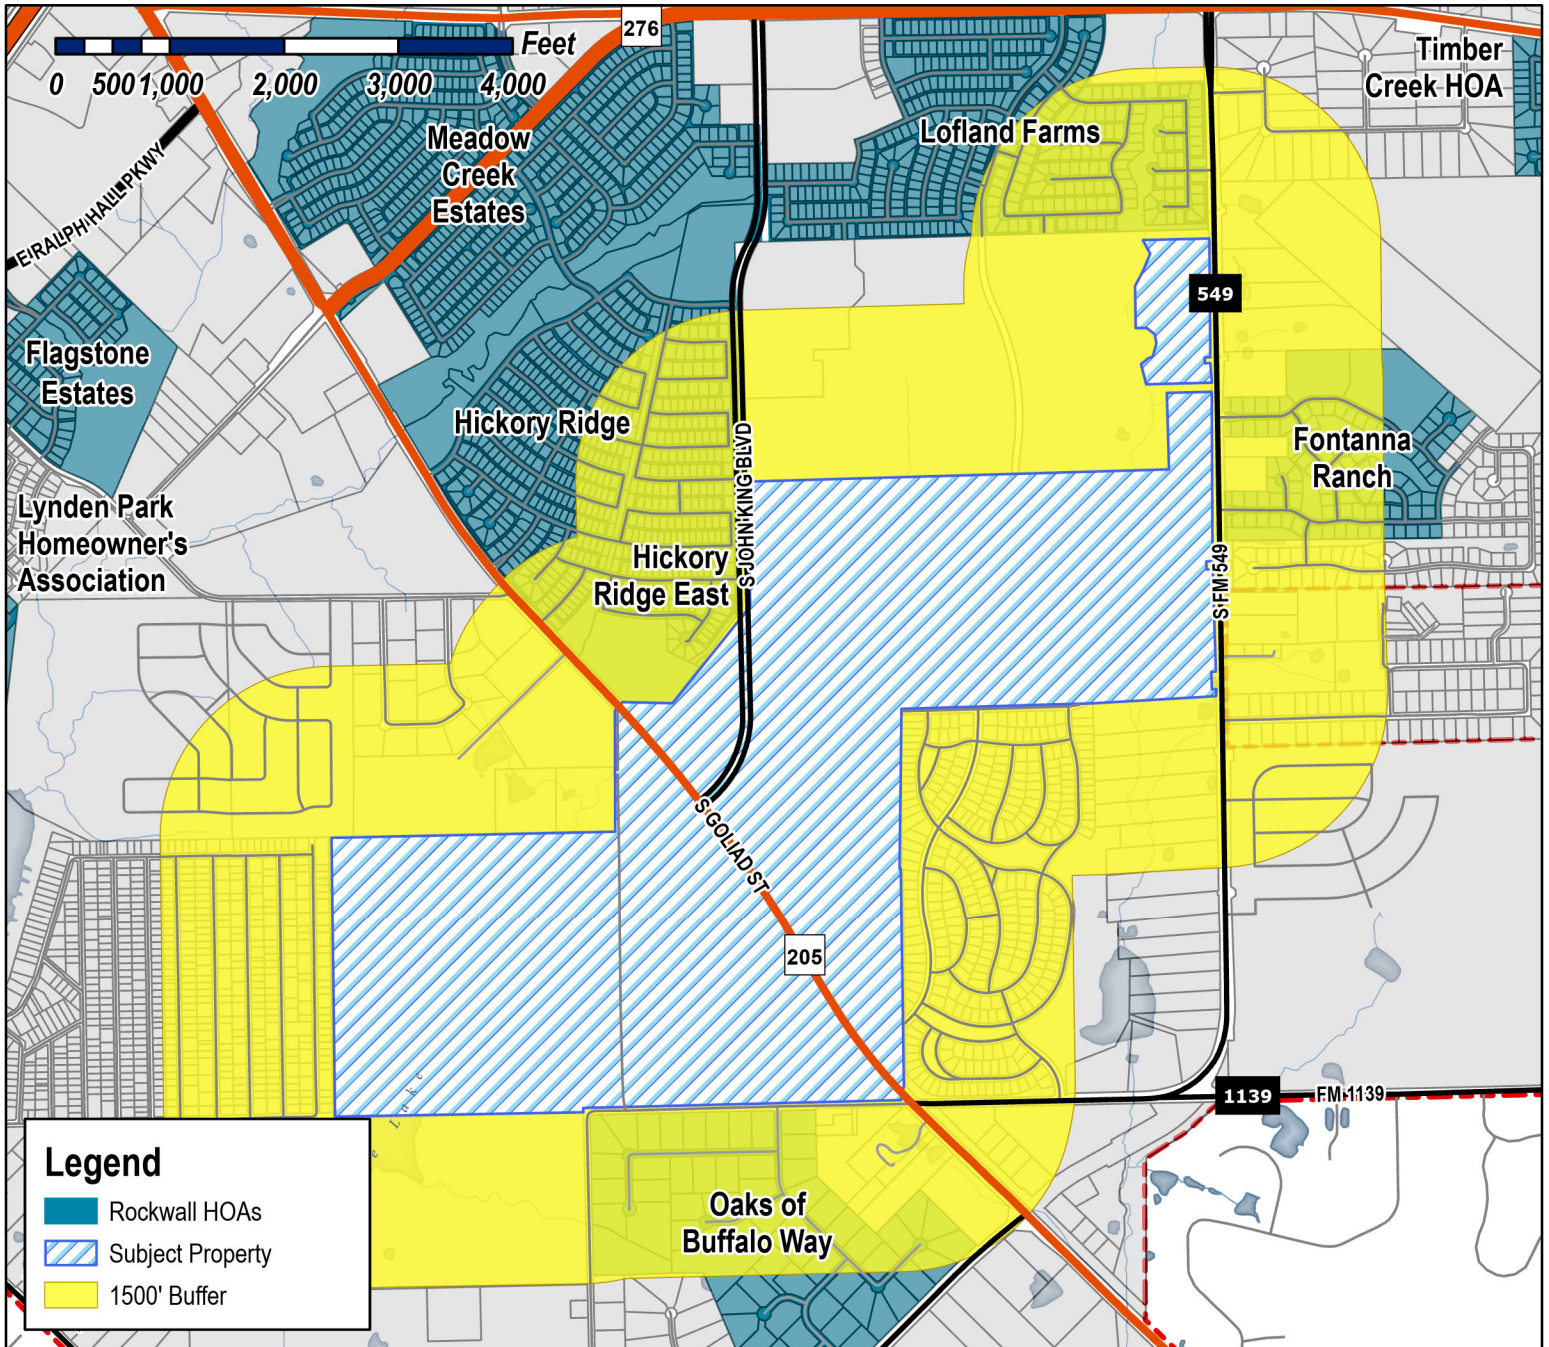 276
Feet
0 500 1,000 2,000 3,000 4,000
Timber
Creek HOA
Meadow
Creek
Estates
Lofland Farms
E RALPH HALL PKWY
549
Flagstone
Estates
Hickory Ridge
Fontanna
Ranch
S JOHN KING BLVD
Lynden Park
Homeowner's
Association
Hickory
Ridge East
S FM 549
S GOLIAD ST
205
Lake
1139
FM 1139
Oaks of
Buffalo Way
Legend
Rockwall HOAs
Subject Property
1500' Buffer